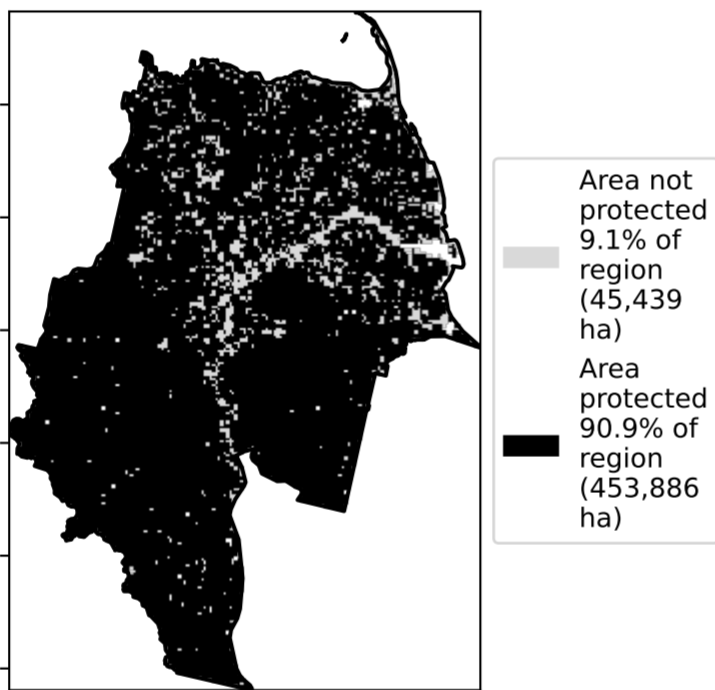 Area not
protected
9.1% of
region
(45,439
ha)
Area
protected
90.9% of
region
(453,886
ha)